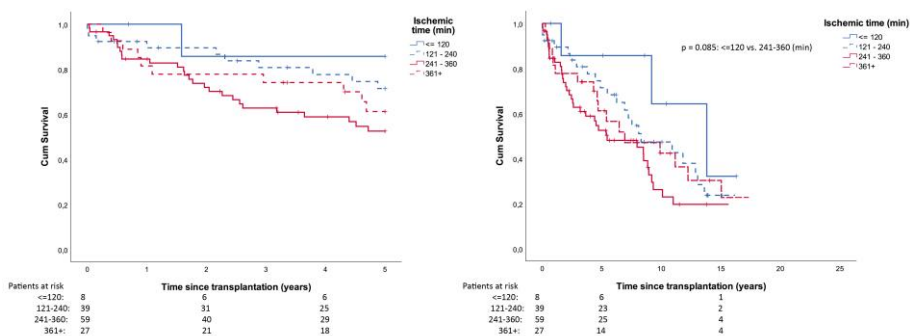 Ischemic
time (min)
<= 120
121 - 240
241 - 360
361+
1,0
0,8
0,6
0,4
0,2
0,0
Cum Survival
0 1 2 3 4 5
Time since transplantation (years)
Patients at risk
<=120: 8 6 6
121-240: 39 31 25
241-360: 59 40 29
361+: 27 21 18
Ischemic time (min)
<= 120
121 - 240
241 - 360
361+
p = 0.085: <=120 vs. 241-360 (min)
1,0
0,8
0,6
0,4
0,2
0,0
Cum Survival
0 5 10 15 20 25
Time since transplantation (years)
Patients at risk
<=120: 8 6 1
121-240: 39 23 2
241-360: 59 25 4
361+: 27 14 4